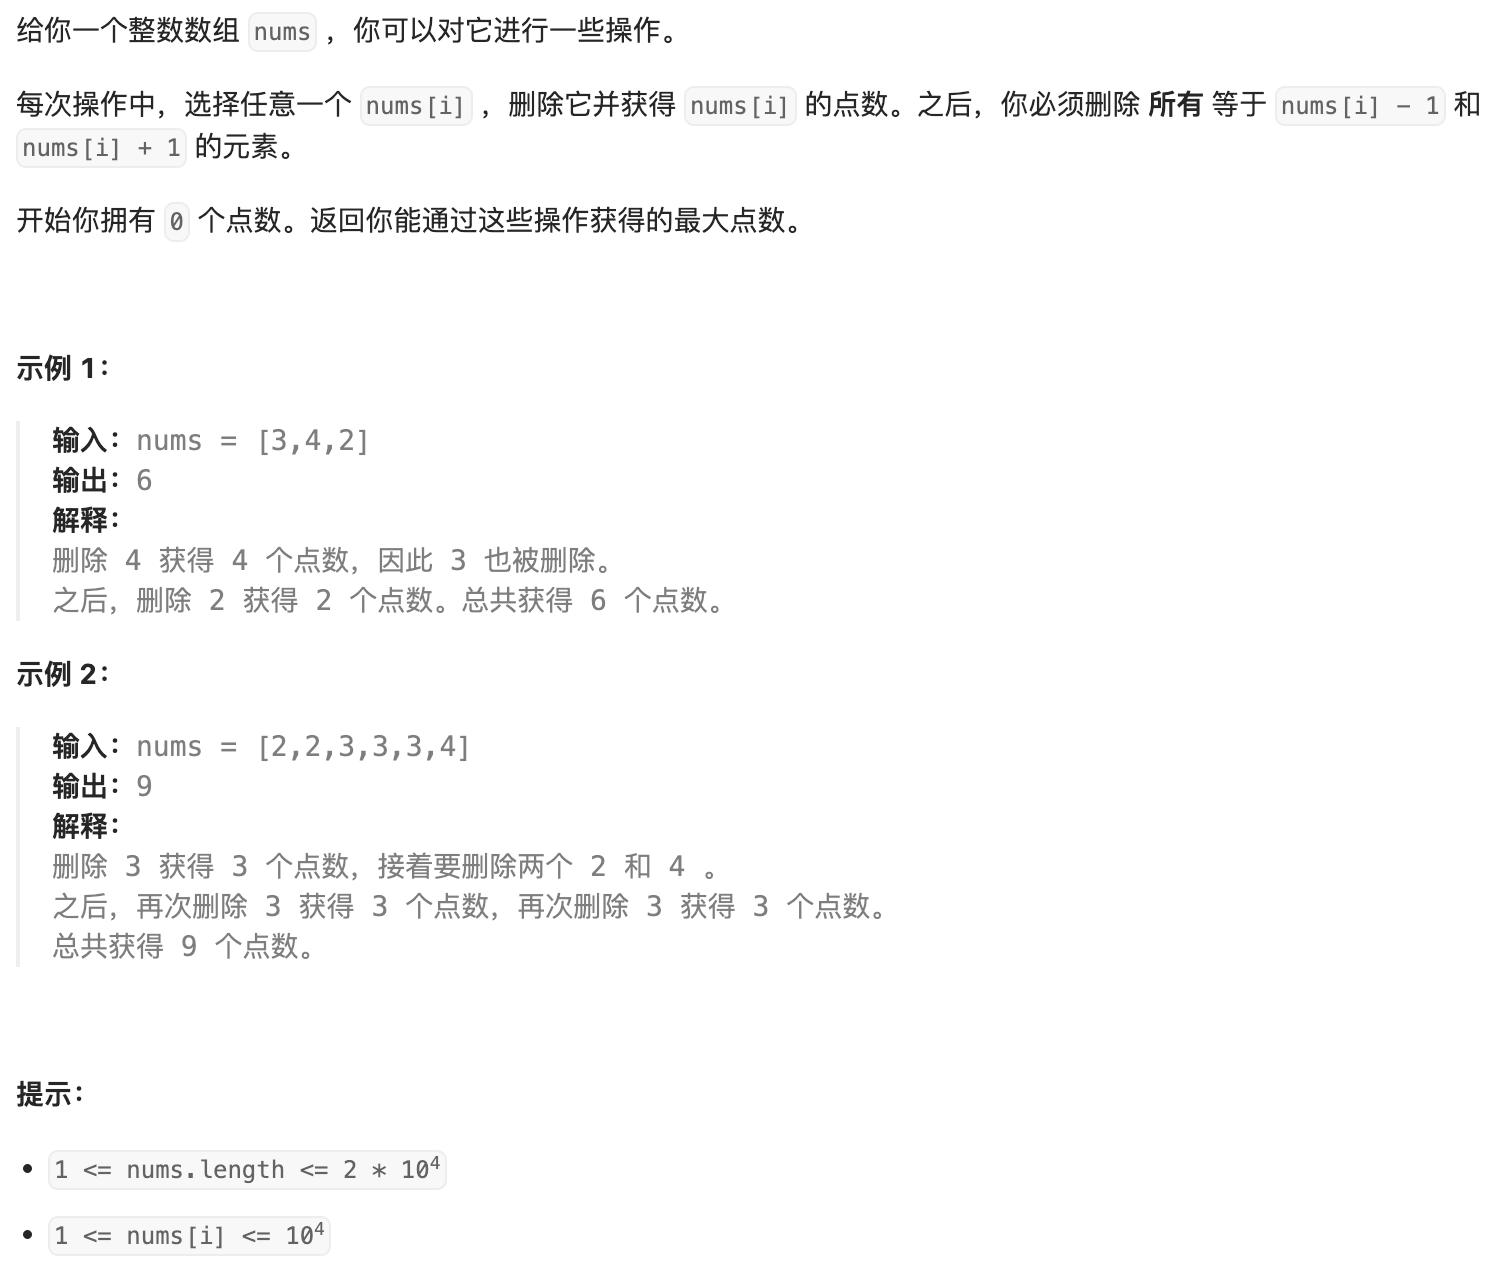 给你一个整数数组 nums ，你可以对它进行一些操作。
每次操作中，选择任意一个 nums[i] ，删除它并获得 nums[i] 的点数。之后，你必须删除 所有 等于 nums[i] - 1 和
nums[i] + 1 的元素。
开始你拥有 0 个点数。返回你能通过这些操作获得的最大点数。
示例 1：
输入：nums = [3,4,2]
输出：6
解释：
删除 4 获得 4 个点数，因此 3 也被删除。
之后，删除 2 获得 2 个点数。总共获得 6 个点数。
示例 2：
输入：nums = [2,2,3,3,3,4]
输出：9
解释：
删除 3 获得 3 个点数，接着要删除两个 2 和 4 。
之后，再次删除 3 获得 3 个点数，再次删除 3 获得 3 个点数。
总共获得 9 个点数。
提示：
• 1 <= nums.length <= 2 * 10⁴
• 1 <= nums[i] <= 10⁴